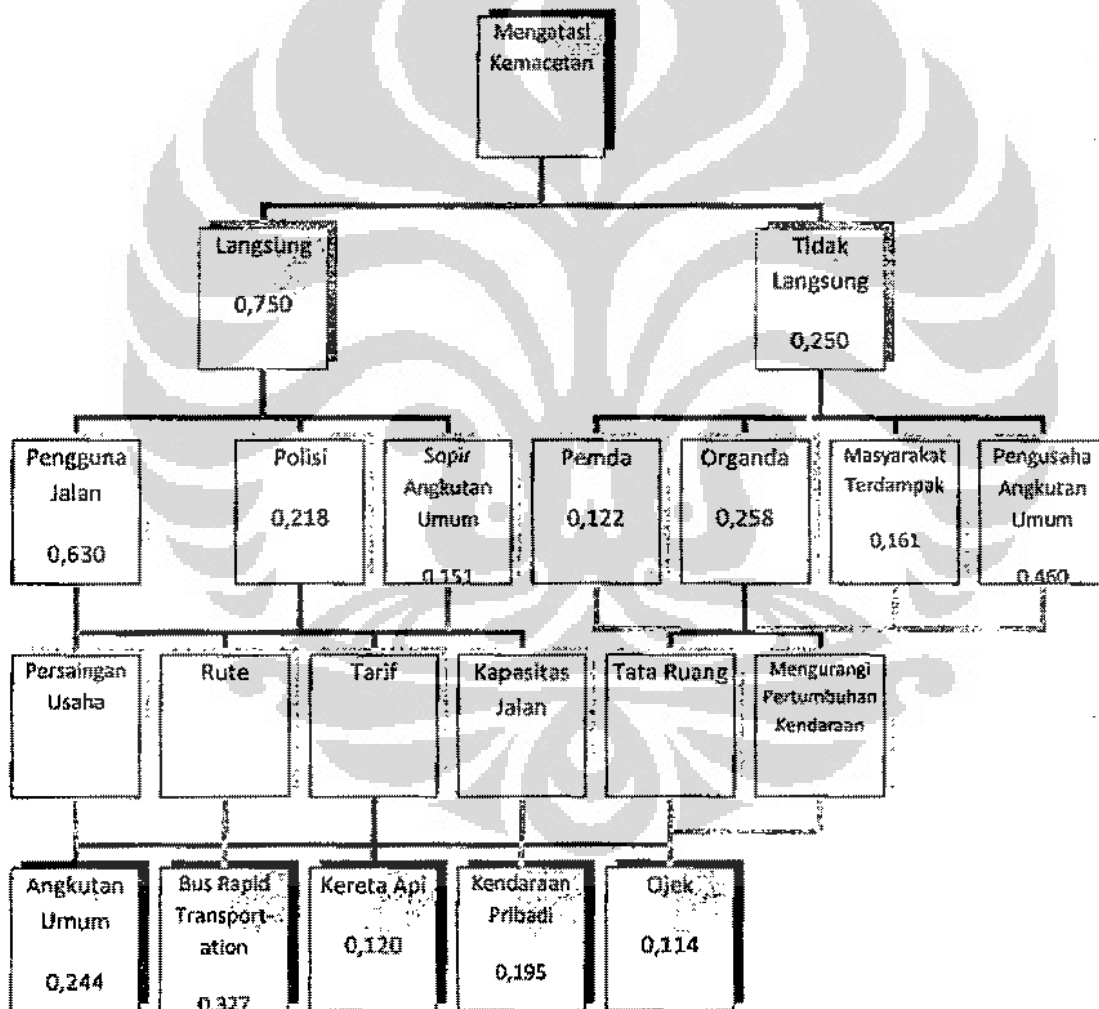 Mengatasi
Kemacetan
Langsung
0,750
Tidak
Langsung
0,250
Pengguna
Jalan
0,630
Polisi
0,218
Sopir
Angkutan
Umum
0,151
Pemda
0,122
Organda
0,258
Masyarakat
Terdampak
0,161
Pengusaha
Angkutan
Umum
0,460
Persaingan
Usaha
Rute
Tarif
Kapasitas
Jalan
Tata Ruang
Mengurangi
Pertumbuhan
Kendaraan
Angkutan
Umum
0,244
Bus Rapid
Transport-
ation
0,327
Kereta Api
0,120
Kendaraan
Pribadi
0,195
Ojek
0,114